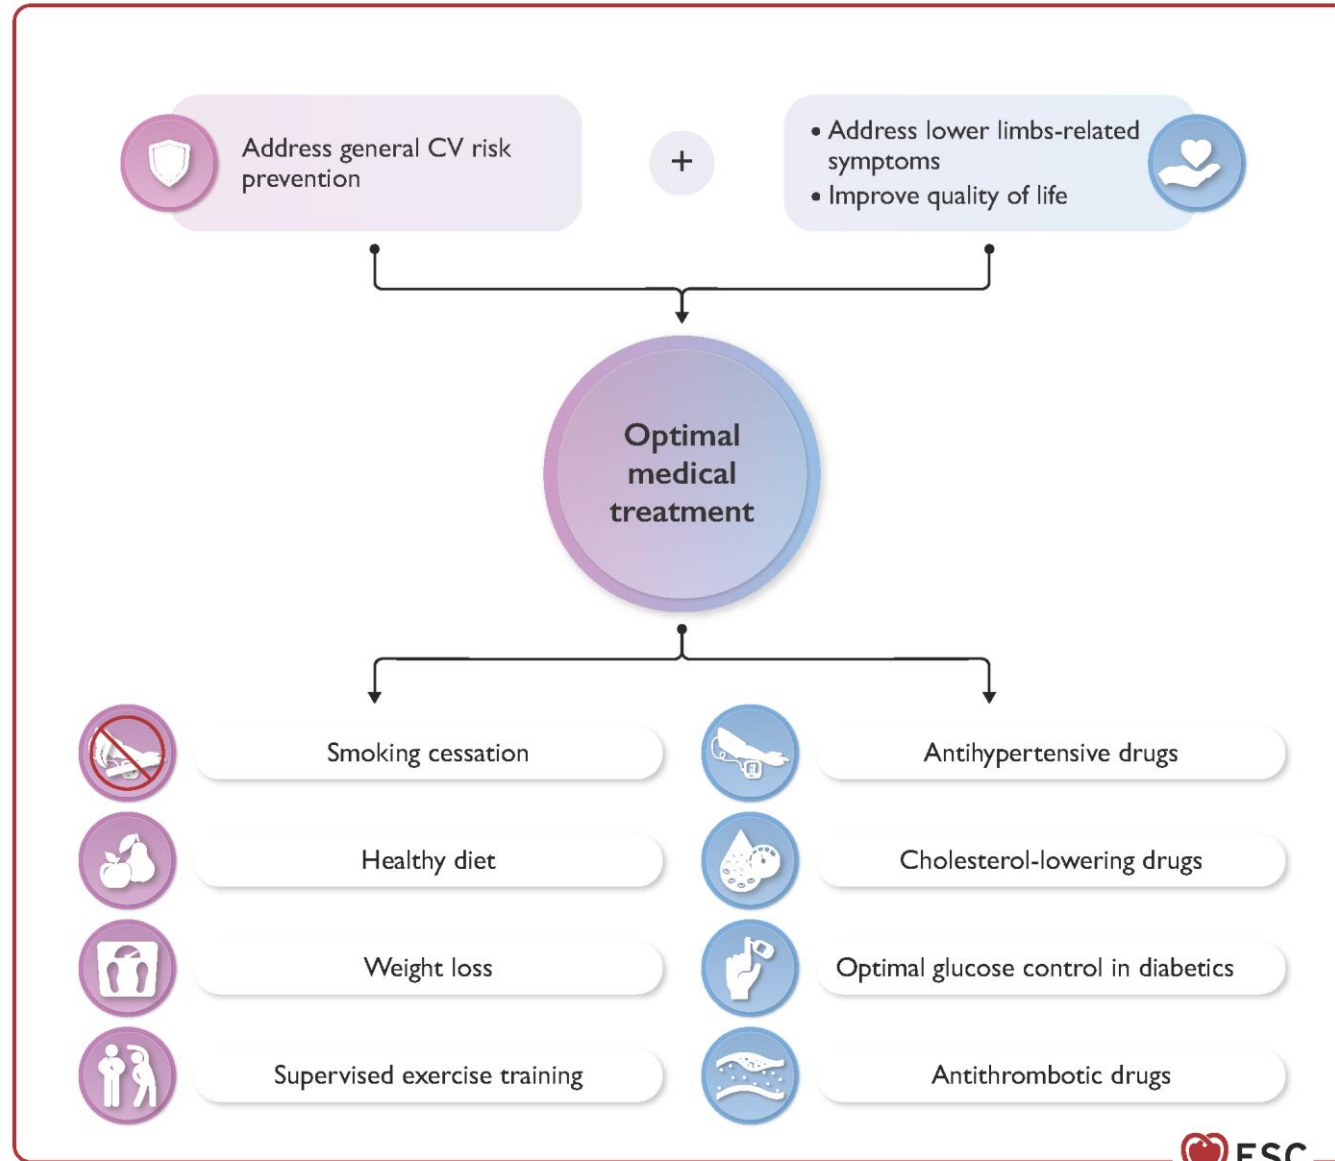 Address general CV risk
prevention
+
• Address lower limbs-related
symptoms
• Improve quality of life
Optimal
medical
treatment
Smoking cessation
Healthy diet
Weight loss
Supervised exercise training
Antihypertensive drugs
Cholesterol-lowering drugs
Optimal glucose control in diabetics
Antithrombotic drugs
ESC